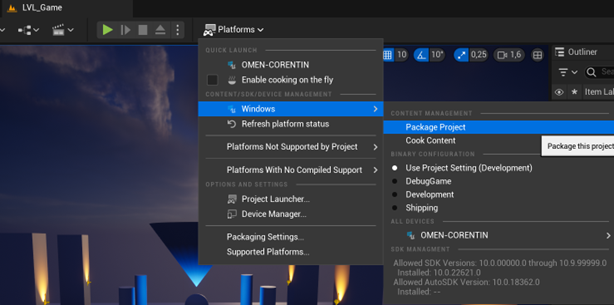 LVL_Game
Platforms
10
10°
0,25
1,6
Outliner
Item La
QUICK LAUNCH
OMEN-CORENTIN
Enable cooking on the fly
CONTENT/SDK/DEVICE MANAGEMENT
Windows
Refresh platform status
Platforms Not Supported by Project
Platforms With No Compiled Support
OPTIONS AND SETTINGS
Project Launcher...
Device Manager...
Packaging Settings...
Supported Platforms...
CONTENT MANAGEMENT
Package Project
Cook Content
Package this project
BINARY CONFIGURATION
Use Project Setting (Development)
DebugGame
Development
Shipping
ALL DEVICES
OMEN-CORENTIN
SDK MANAGMENT
Allowed SDK Versions: 10.0.00000.0 through 10.9.99999.0
Installed: 10.0.22621.0
Allowed AutoSDK Version: 10.0.18362.0
Installed: --